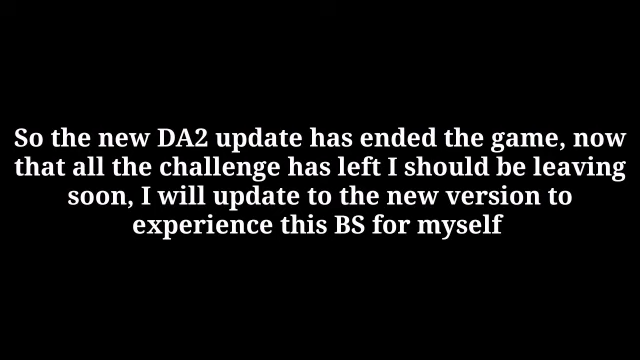 So the new DA2 update has ended the game, now
that all the challenge has left I should be leaving
soon, I will update to the new version to
experience this BS for myself